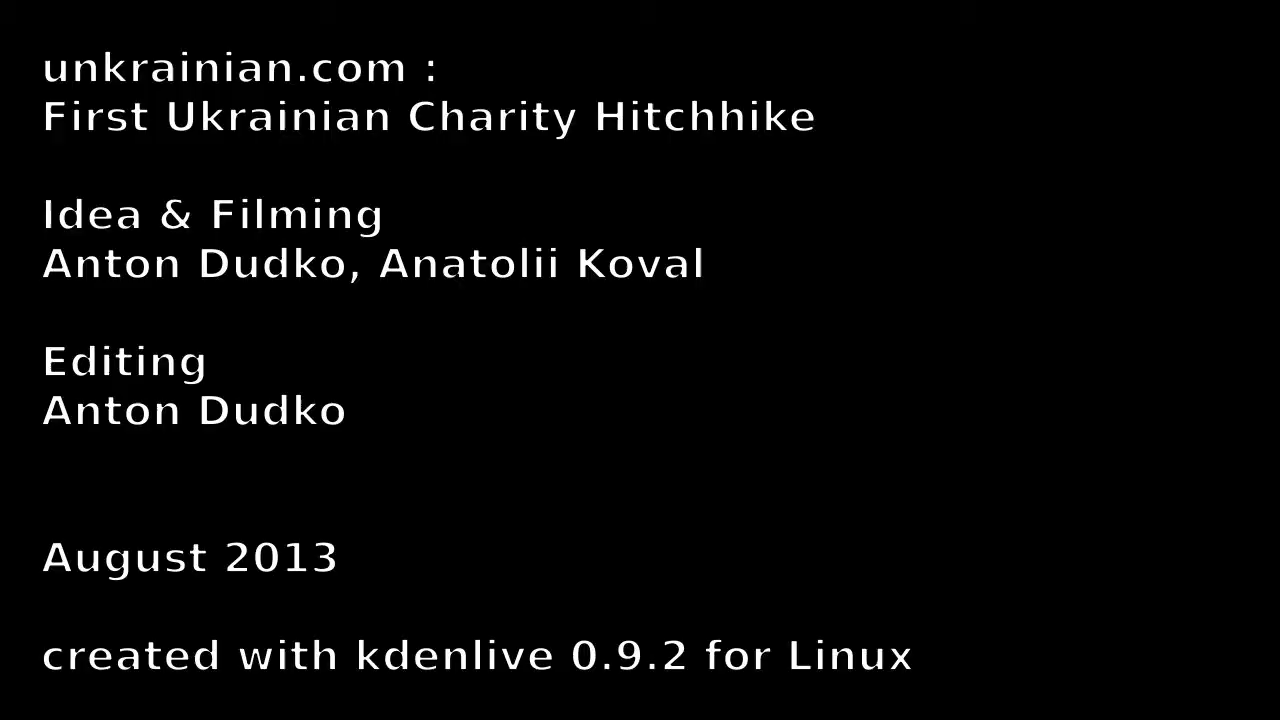 unkrainian.com :
First Ukrainian Charity Hitchhike
Idea & Filming
Anton Dudko, Anatolii Koval
Editing
Anton Dudko
August 2013
created with kdenlive 0.9.2 for Linux